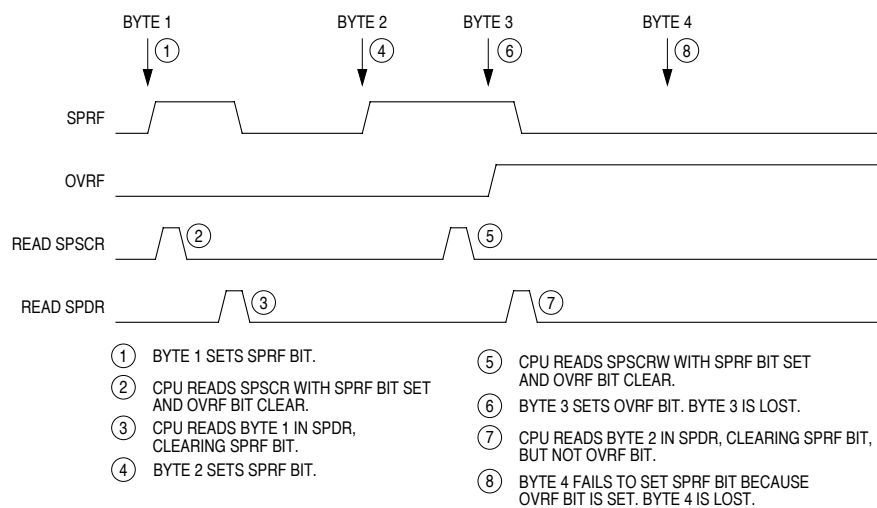 BYTE 1 BYTE 2 BYTE 3 BYTE 4
1 4 6 8
SPRF
OVRF
READ SPSCR
2 5
READ SPDR
3 7
1 BYTE 1 SETS SPRF BIT.
2 CPU READS SPSCR WITH SPRF BIT SET
AND OVRF BIT CLEAR.
3 CPU READS BYTE 1 IN SPDR,
CLEARING SPRF BIT.
4 BYTE 2 SETS SPRF BIT.
5 CPU READS SPSCRW WITH SPRF BIT SET
AND OVRF BIT CLEAR.
6 BYTE 3 SETS OVRF BIT. BYTE 3 IS LOST.
7 CPU READS BYTE 2 IN SPDR, CLEARING SPRF BIT,
BUT NOT OVRF BIT.
8 BYTE 4 FAILS TO SET SPRF BIT BECAUSE
OVRF BIT IS SET. BYTE 4 IS LOST.